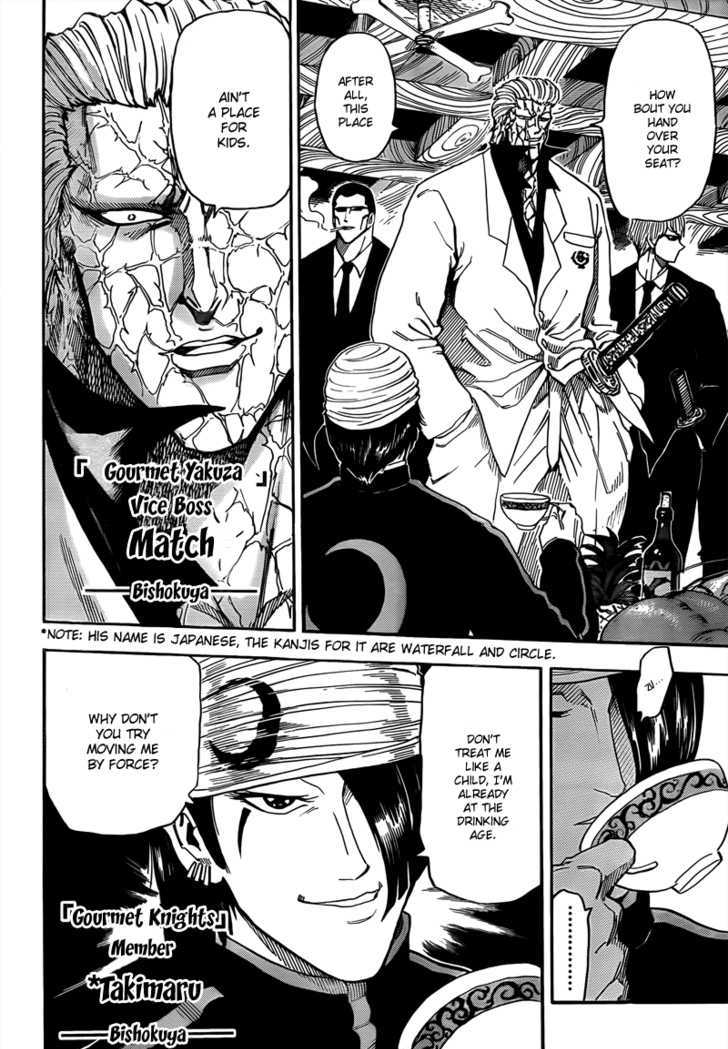 HOW
BOUT YOU
HAND
OVER
YOUR
SEAT?
AFTER
ALL,
THIS
PLACE
AIN'T
A PLACE
FOR
KIDS.
「 Gourmet Yakuza 」
Vice Boss
Match
Bishokuya
*NOTE: HIS NAME IS JAPANESE, THE KANJIS FOR IT ARE WATERFALL AND CIRCLE.
ZU...
.........
DON'T
TREAT ME
LIKE A
CHILD, I'M
ALREADY
AT THE
DRINKING
AGE.
WHY DON'T
YOU TRY
MOVING ME
BY FORCE?
「Gourmet Knights」
Member
*Takimaru
Bishokuya